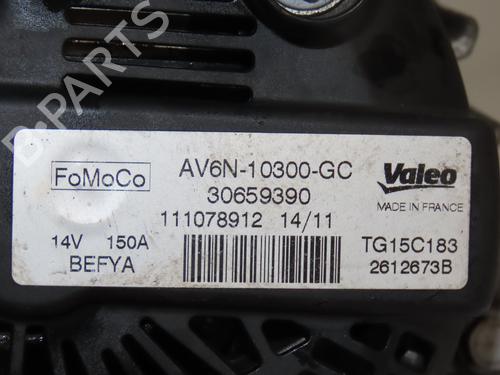 B-PARTS
FoMoCo
AV6N-10300-GC
30659390
111078912 14/11
14V 150A
BEFYA
Valeo
MADE IN FRANCE
TG15C183
2612673B